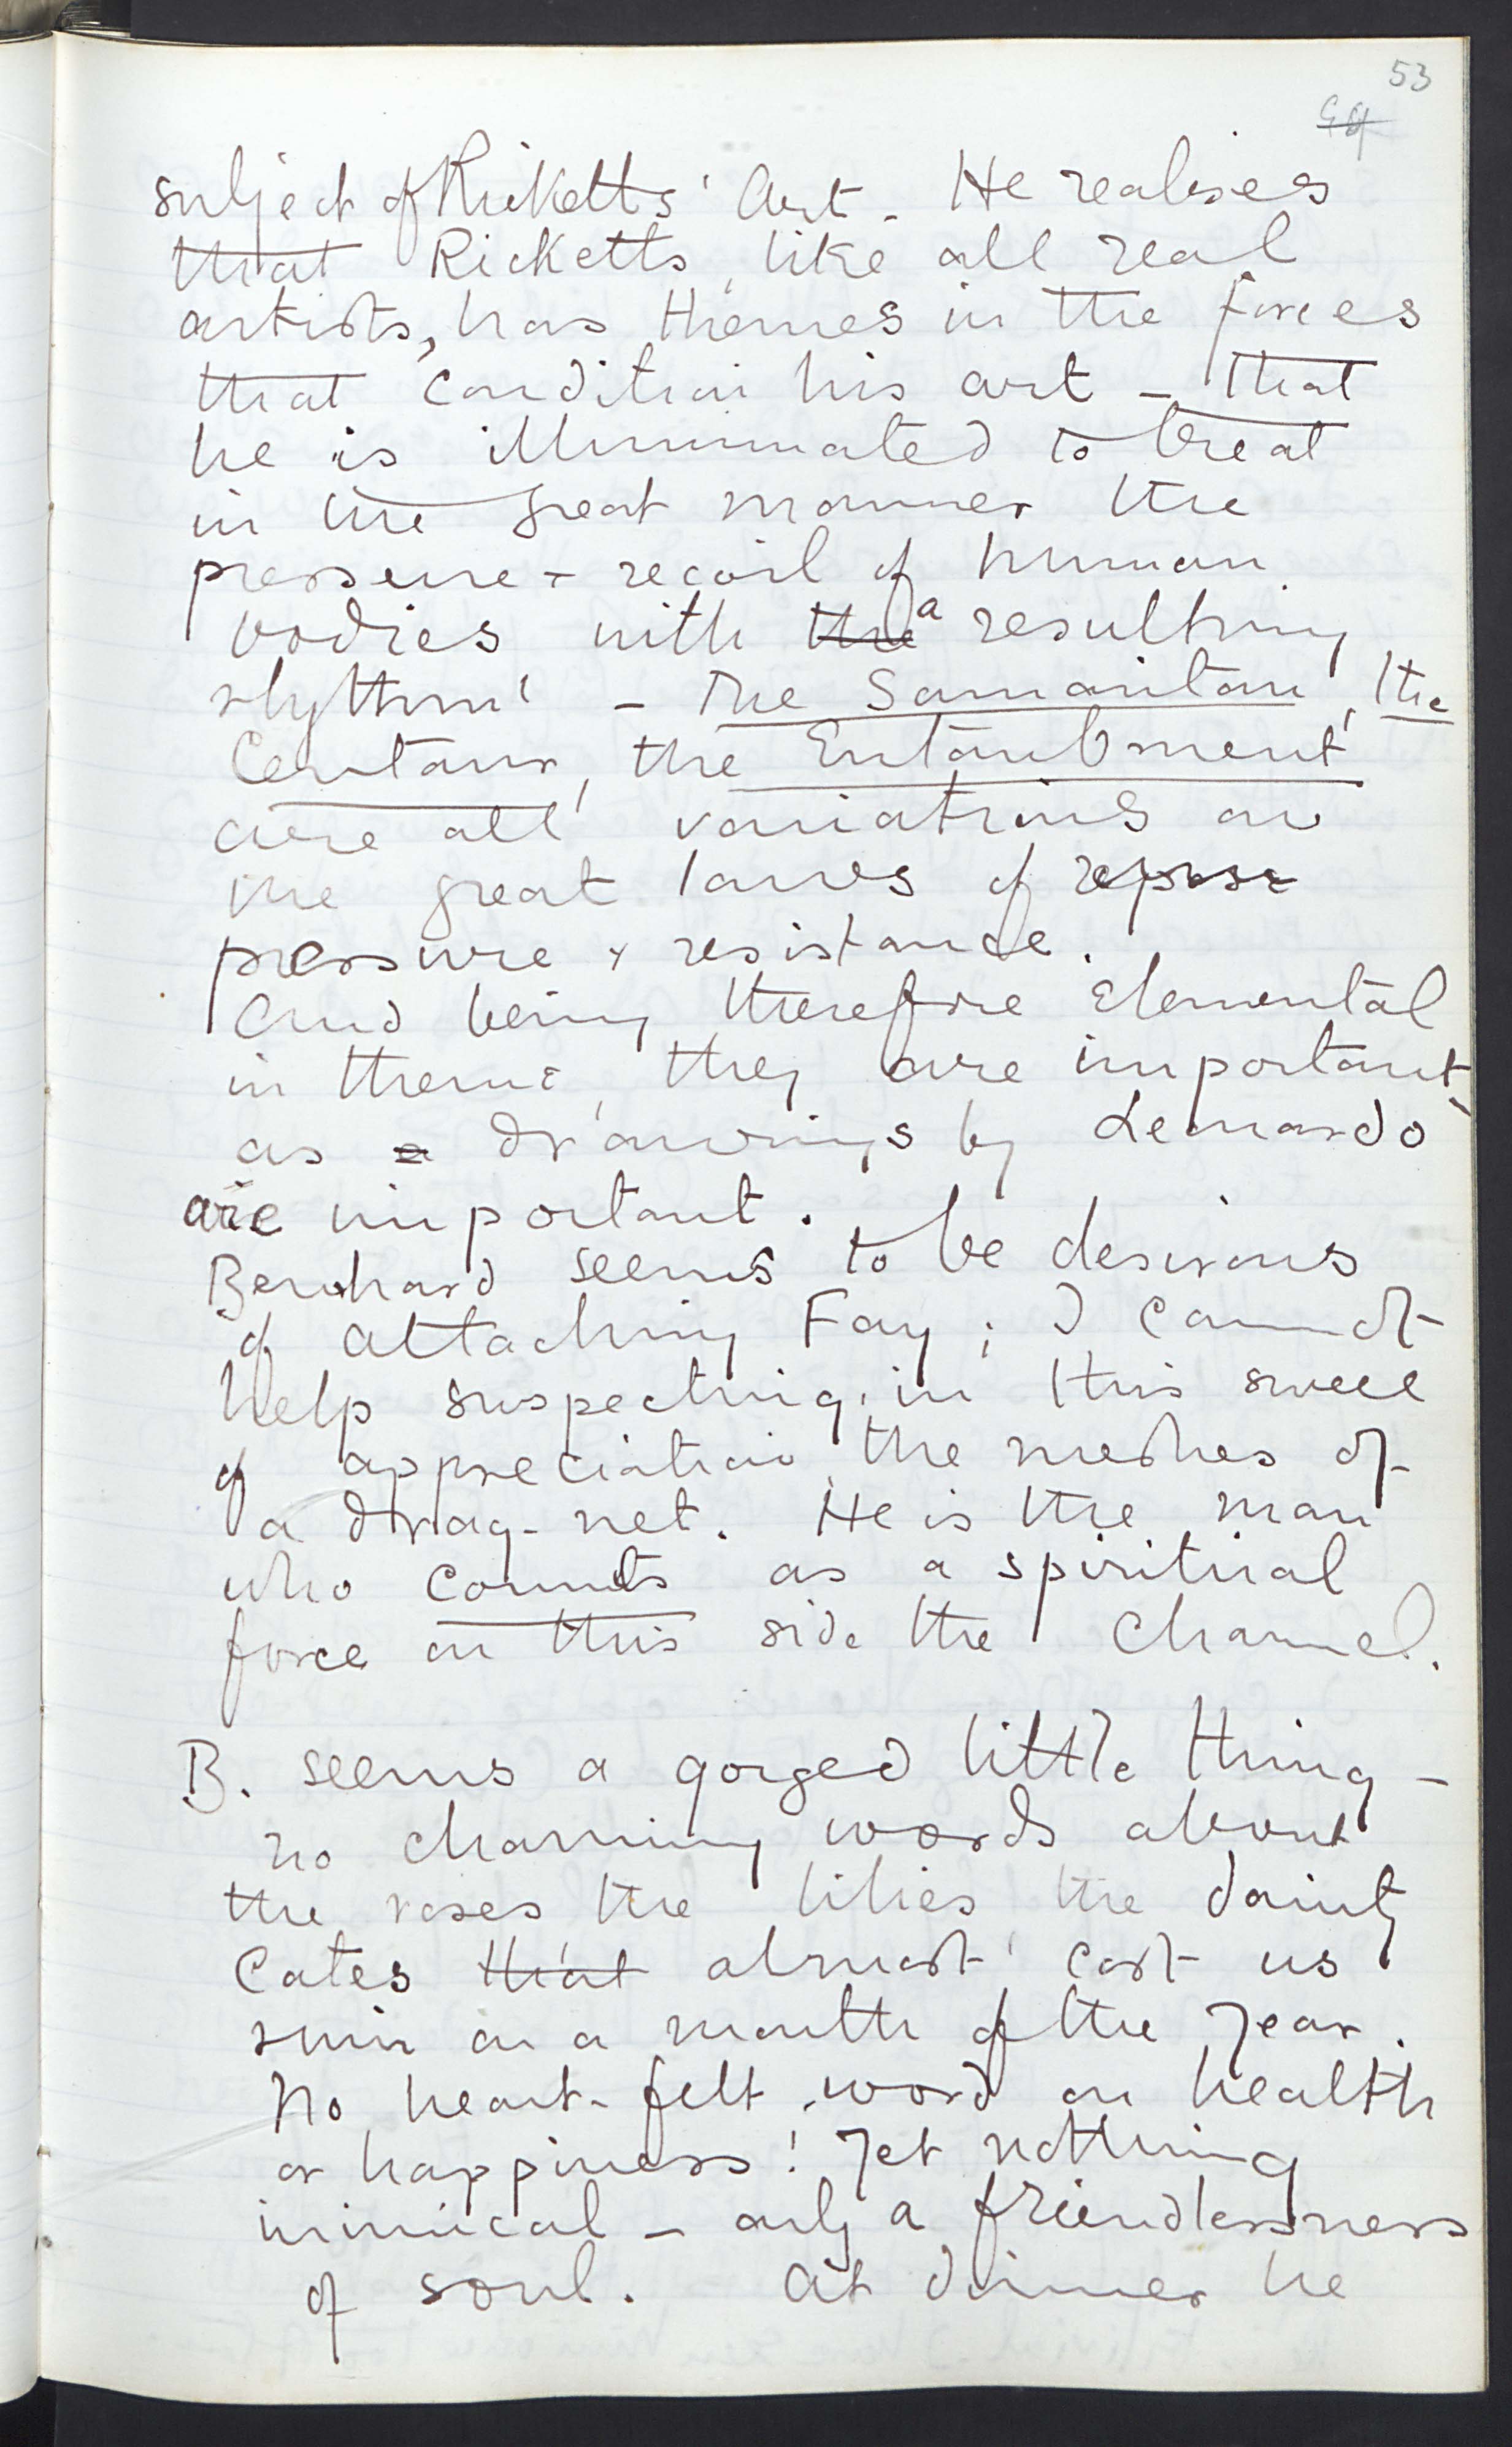 53
subject of Ricketts' Art. He realises
that Ricketts, like all real
artists, has themes in the forces
that condition his art – that
he is illuminated to treat
in the great manner the
pressure + recoil of human
bodies with the a resulting
rhythm' – The Samaritan, the
Centaur, the Entombment
are all variations on
the great laws of repose
pressure + resistance.
And being therefore elemental
in theme, they are important
as a drawings by Leonardo
are important.
Bernhard seems to be desirous
of attaching Fay; I cannot
help suspecting, in this swell
of appreciation, the meshes of
a drag-net. He is the man
who counts as a spiritual
force on this side the Channel.
B. seems a gorged little thing –
no charming words about
the roses the lilies the dainty
cates that almost cost us
ruin on a month of the year.
No heart-felt word on health
or happiness! Yet nothing
inimical – only a friendlessness
of soul. At dinner he